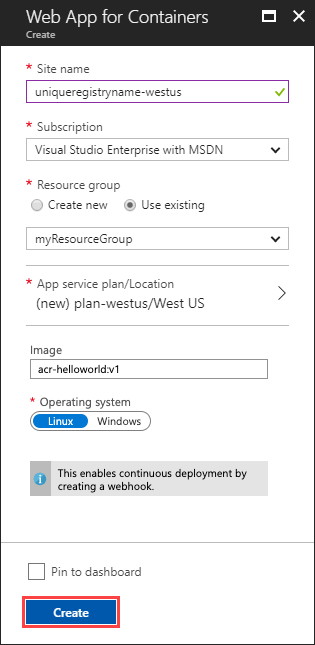 Web App for Containers
Create
* Site name
uniqueregistryname-westus
* Subscription
Visual Studio Enterprise with MSDN
* Resource group
Create new Use existing
myResourceGroup
* App service plan/Location
(new) plan-westus/West US
Image
acr-helloworld:v1
* Operating system
Linux Windows
This enables continuous deployment by
creating a webhook.
Pin to dashboard
Create